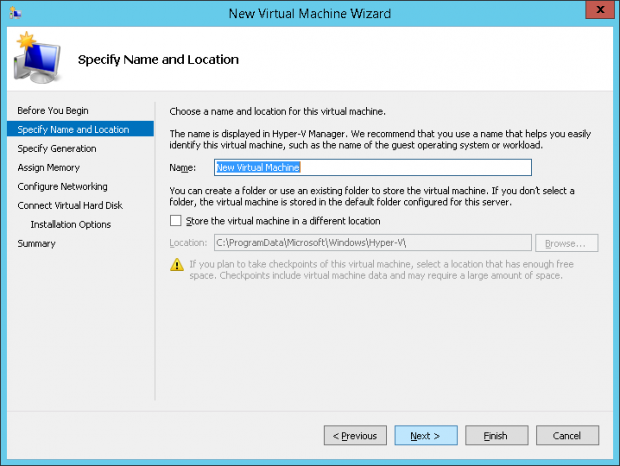 New Virtual Machine Wizard
x
Specify Name and Location
Before You Begin
Specify Name and Location
Specify Generation
Assign Memory
Configure Networking
Connect Virtual Hard Disk
Installation Options
Summary
Choose a name and location for this virtual machine.
The name is displayed in Hyper-V Manager. We recommend that you use a name that helps you easily
identify this virtual machine, such as the name of the guest operating system or workload.
Name: New Virtual Machine
You can create a folder or use an existing folder to store the virtual machine. If you don't select a
folder, the virtual machine is stored in the default folder configured for this server.
Store the virtual machine in a different location
Location: C:\ProgramData\Microsoft\Windows\Hyper-V\ Browse...
If you plan to take checkpoints of this virtual machine, select a location that has enough free
space. Checkpoints include virtual machine data and may require a large amount of space.
< Previous Next > Finish Cancel